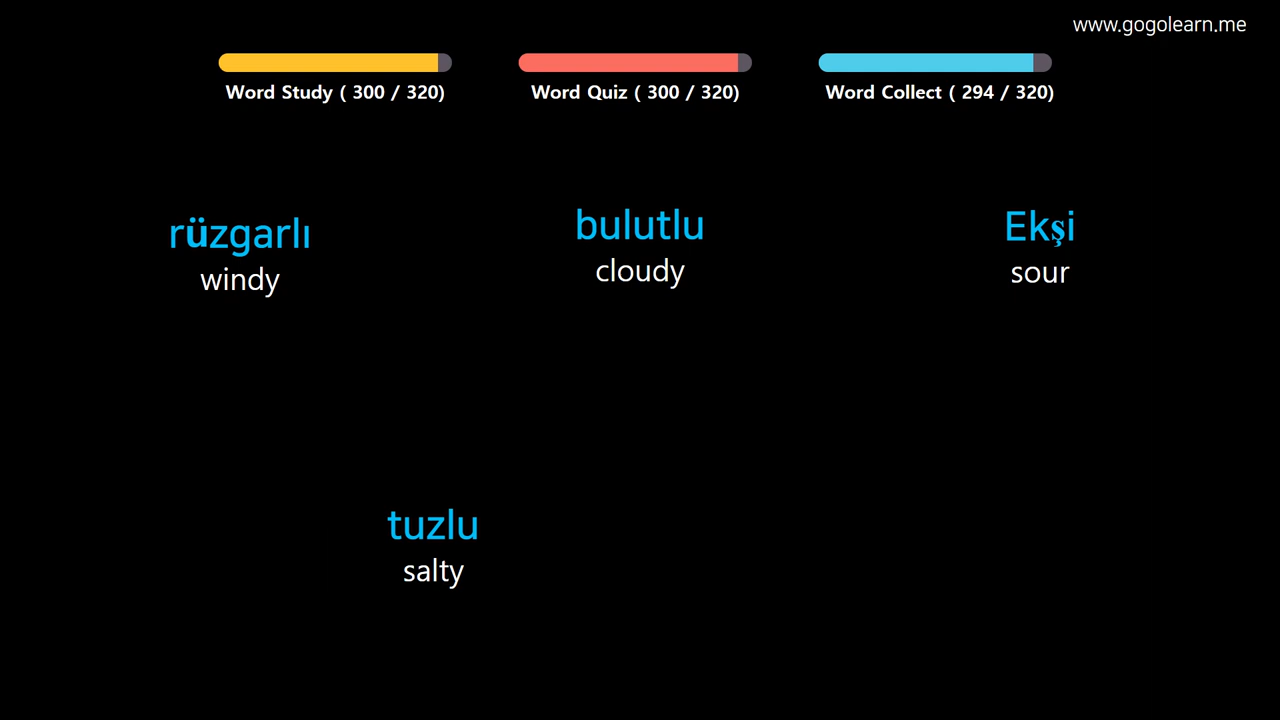 www.gogolearn.me
Word Study ( 300 / 320)
Word Quiz ( 300 / 320)
Word Collect ( 294 / 320)
rüzgarlı
windy
bulutlu
cloudy
Ekşi
sour
tuzlu
salty